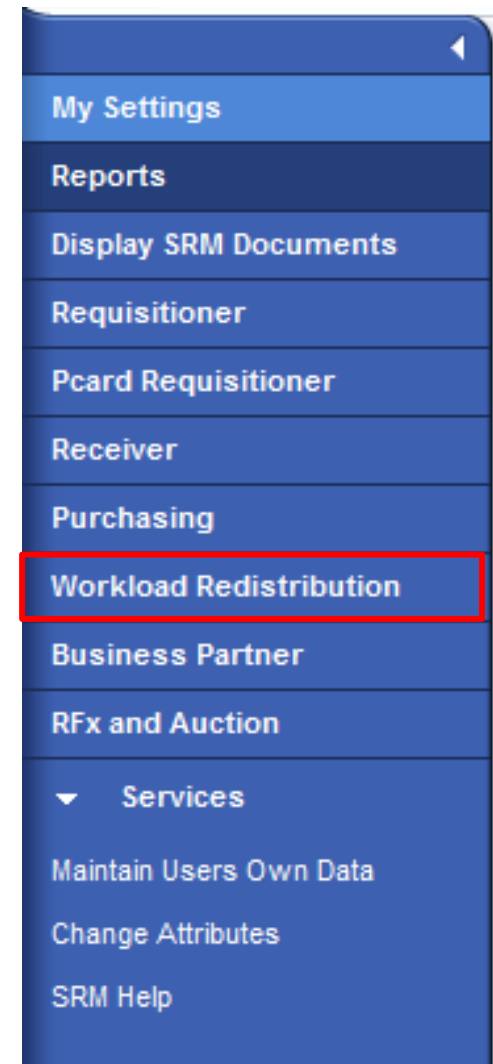 My Settings
Reports
Display SRM Documents
Requisitioner
Pcard Requisitioner
Receiver
Purchasing
Workload Redistribution
Business Partner
RFx and Auction
Services
Maintain Users Own Data
Change Attributes
SRM Help